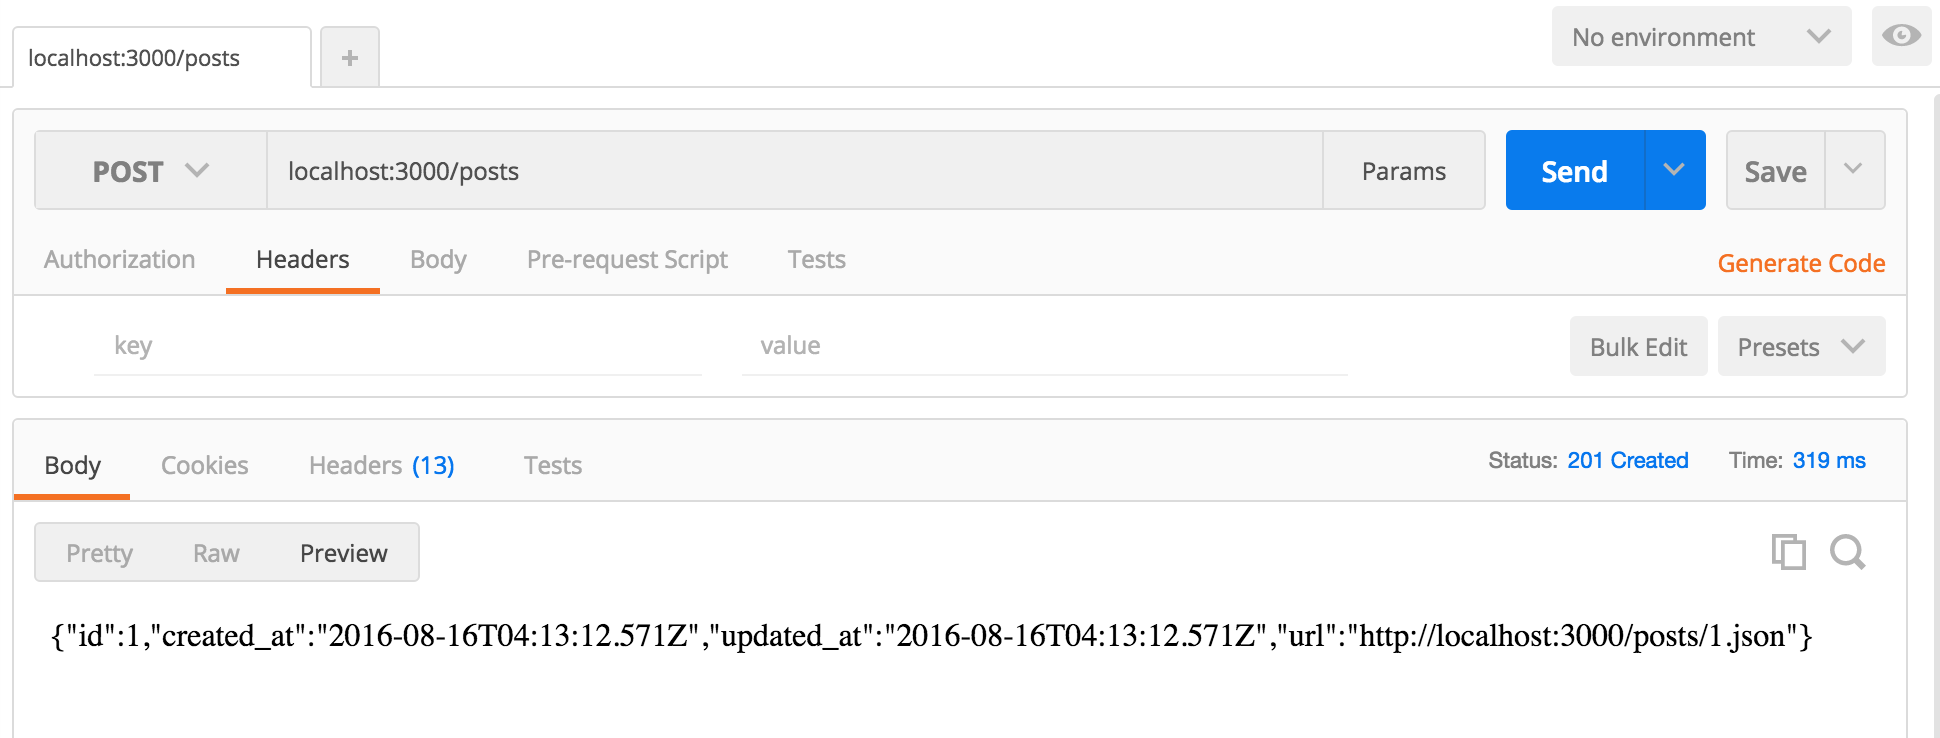 localhost:3000/posts + No environment
POST localhost:3000/posts Params Send Save
Authorization Headers Body Pre-request Script Tests Generate Code
key value Bulk Edit Presets
Body Cookies Headers (13) Tests Status: 201 Created Time: 319 ms
Pretty Raw Preview
{"id":1,"created_at":"2016-08-16T04:13:12.571Z","updated_at":"2016-08-16T04:13:12.571Z","url":"http://localhost:3000/posts/1.json"}